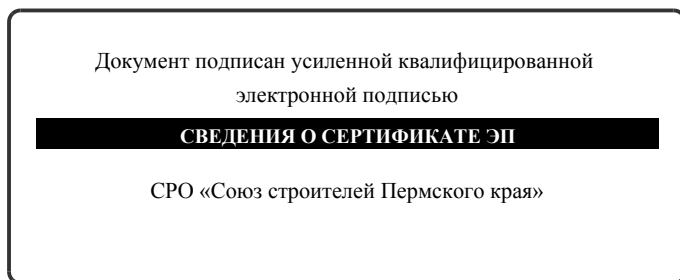 Документ подписан усиленной квалифицированной
электронной подписью
СВЕДЕНИЯ О СЕРТИФИКАТЕ ЭП
СРО «Союз строителей Пермского края»